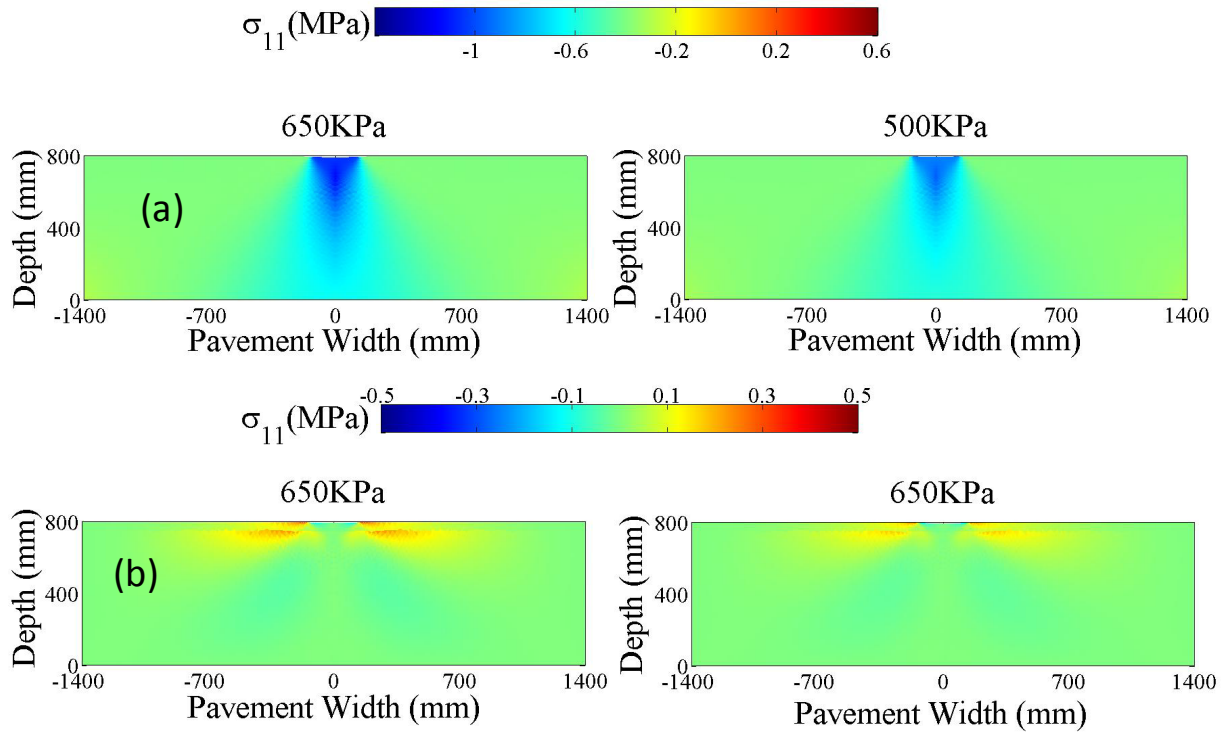 σ11(MPa)
-1 -0.6 -0.2 0.2 0.6
650KPa 500KPa
800 800
Depth (mm) (a) Depth (mm)
400 400
0 0
-1400 -700 0 700 1400 -1400 -700 0 700 1400
Pavement Width (mm) Pavement Width (mm)
-0.5 -0.3 -0.1 0.1 0.3 0.5
σ11(MPa)
650KPa 650KPa
800 800
Depth (mm) (b) Depth (mm)
400 400
0 0
-1400 -700 0 700 1400 -1400 -700 0 700 1400
Pavement Width (mm) Pavement Width (mm)